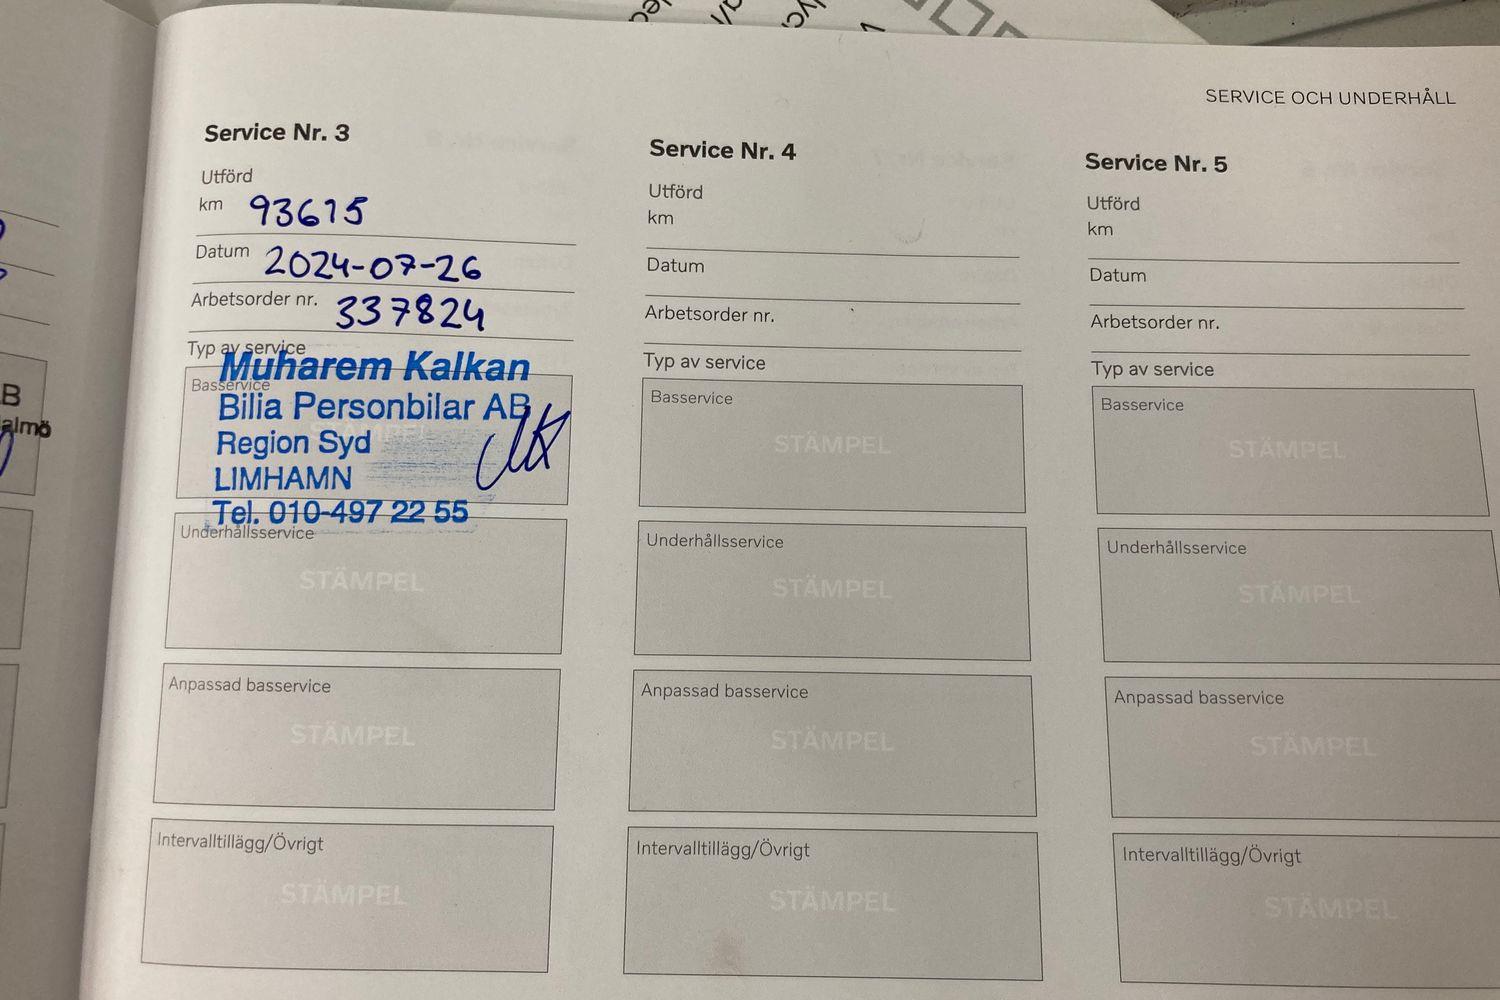 SERVICE OCH UNDERHÅLL
Service Nr. 3
Utförd
km 93615
Datum 2024-07-26
Arbetsorder nr. 337824
Typ av service
Muharem Kalkan
Basservice
Bilia Personbilar AB
STÄMPEL
Region Syd
LIMHAMN
Tel. 010-497 22 55
Underhållsservice
STÄMPEL
Anpassad basservice
STÄMPEL
Intervalltillägg/Övrigt
STÄMPEL
Service Nr. 4
Utförd
km
Datum
Arbetsorder nr.
Typ av service
Basservice
STÄMPEL
Underhållsservice
STÄMPEL
Anpassad basservice
STÄMPEL
Intervalltillägg/Övrigt
STÄMPEL
Service Nr. 5
Utförd
km
Datum
Arbetsorder nr.
Typ av service
Basservice
STÄMPEL
Underhållsservice
STÄMPEL
Anpassad basservice
STÄMPEL
Intervalltillägg/Övrigt
STÄMPEL